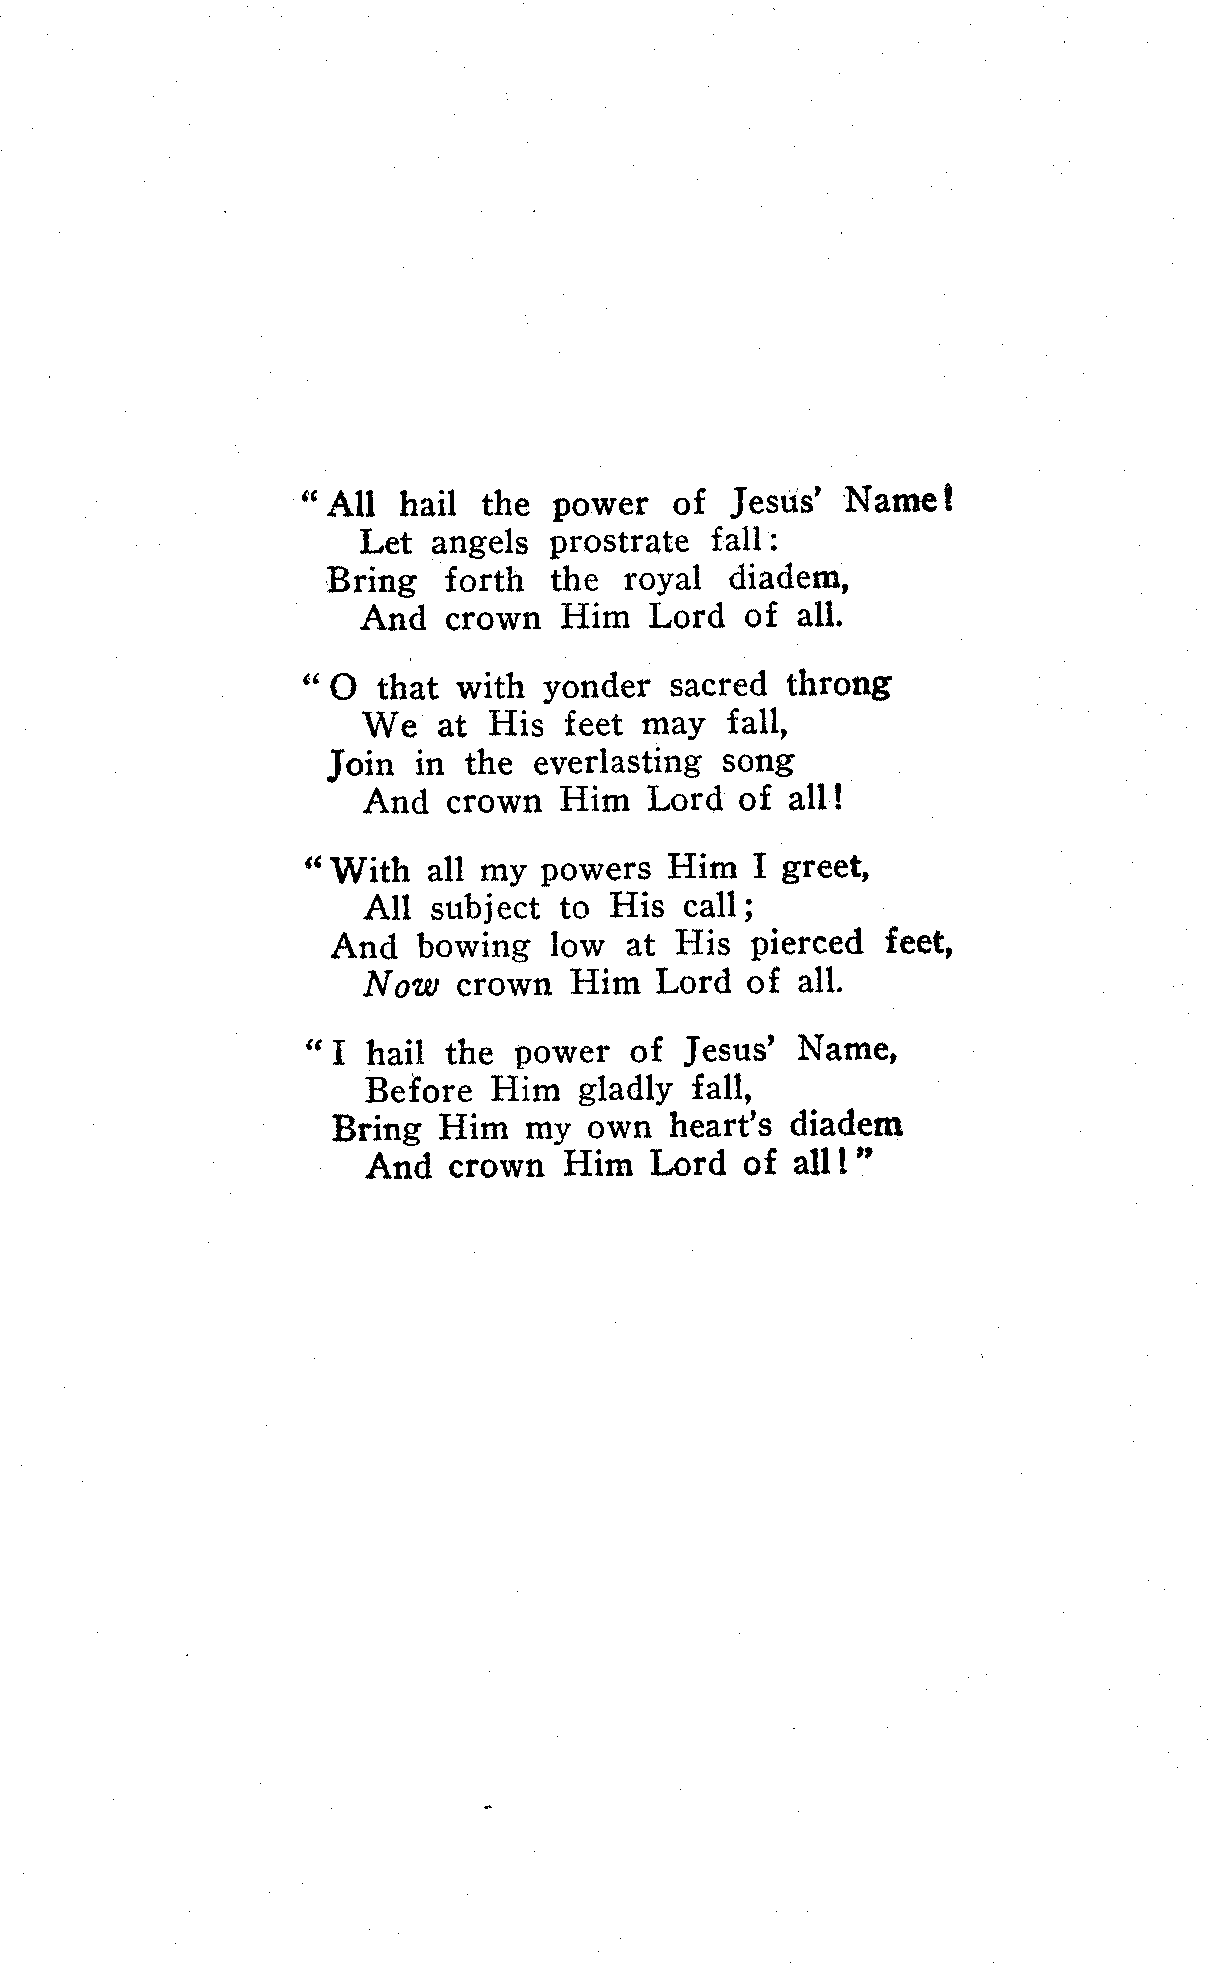 “All hail the power of Jesus’ Name!
Let angels prostrate fall:
Bring forth the royal diadem,
And crown Him Lord of all.

“O that with yonder sacred throng
We at His feet may fall,
Join in the everlasting song
And crown Him Lord of all!

“With all my powers Him I greet,
All subject to His call;
And bowing low at His pierced feet,
Now crown Him Lord of all.

“I hail the power of Jesus’ Name,
Before Him gladly fall,
Bring Him my own heart’s diadem
And crown Him Lord of all!”